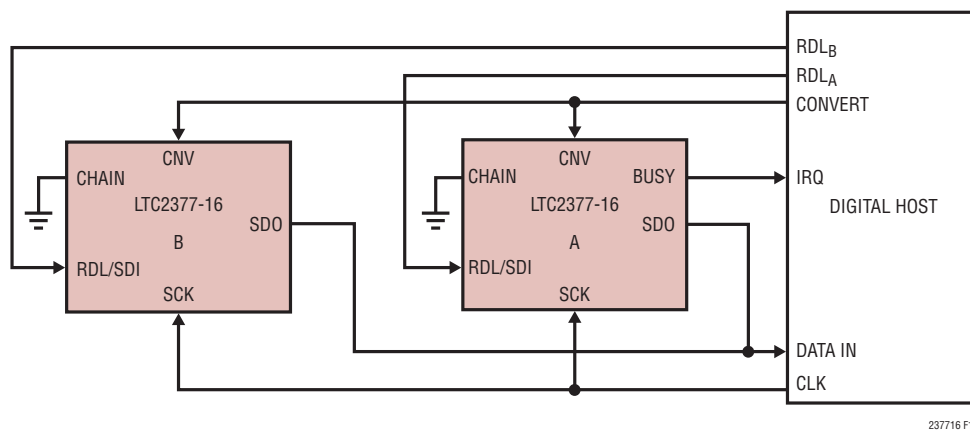 RDLB
RDLA
CONVERT
IRQ
DIGITAL HOST
DATA IN
CLK
CNV
CHAIN
LTC2377-16
SDO
B
RDL/SDI
SCK
CNV
CHAIN
BUSY
LTC2377-16
SDO
A
RDL/SDI
SCK
237716 F1